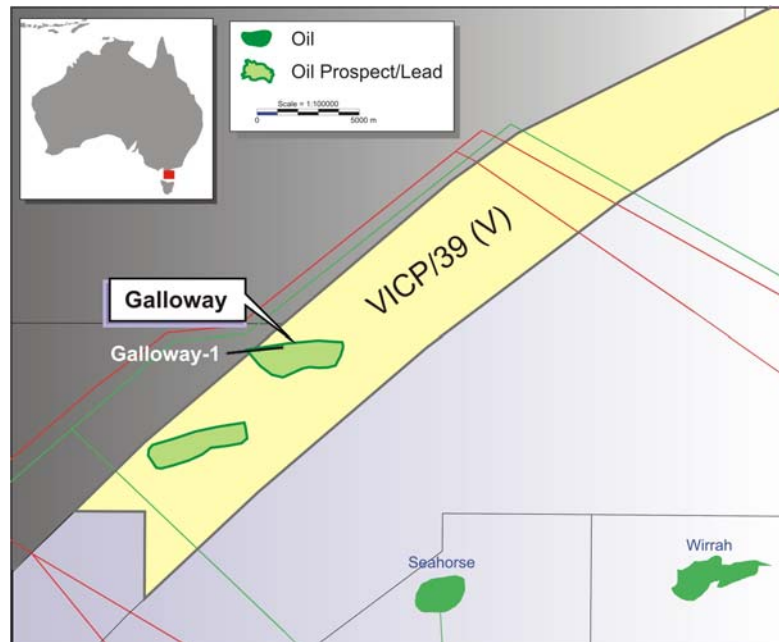 Oil
Oil Prospect/Lead
Scale = 1:100000
0 5000 m
VICP/39 (V)
Galloway
Galloway-1
Seahorse
Wirrah